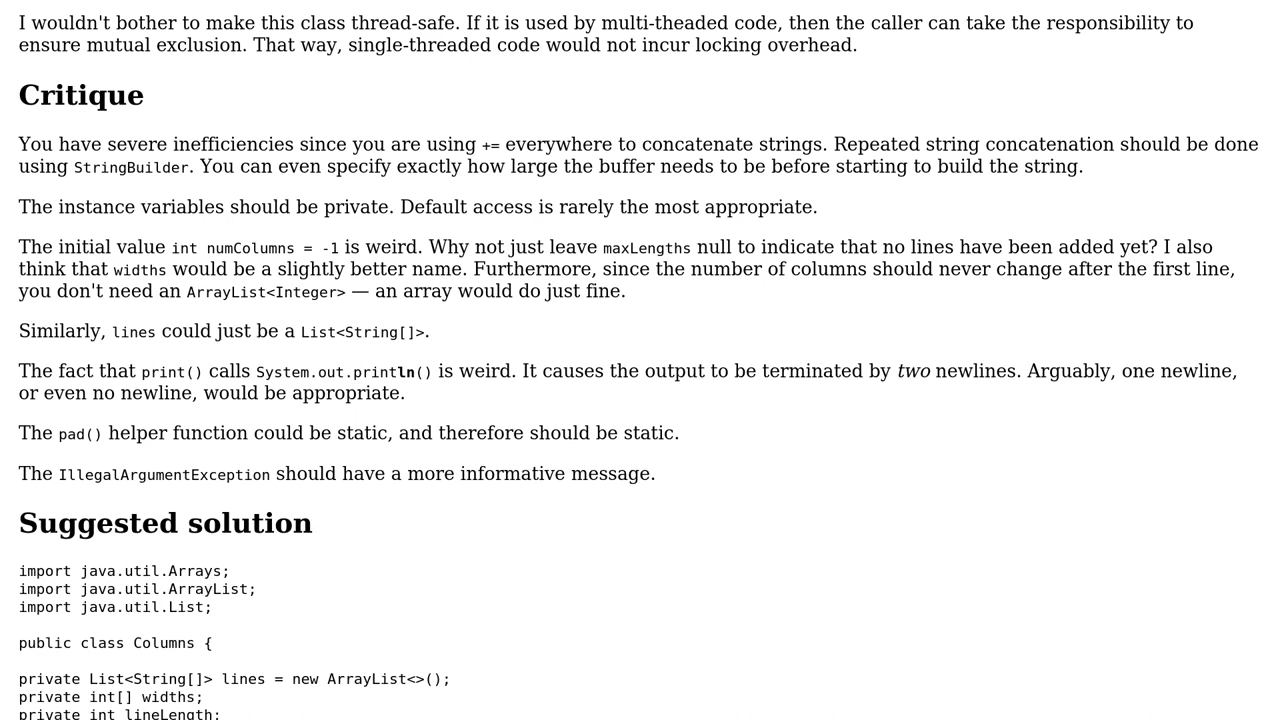 I wouldn't bother to make this class thread-safe. If it is used by multi-theaded code, then the caller can take the responsibility to
ensure mutual exclusion. That way, single-threaded code would not incur locking overhead.
Critique
You have severe inefficiencies since you are using += everywhere to concatenate strings. Repeated string concatenation should be done
using StringBuilder. You can even specify exactly how large the buffer needs to be before starting to build the string.
The instance variables should be private. Default access is rarely the most appropriate.
The initial value int numColumns = -1 is weird. Why not just leave maxLengths null to indicate that no lines have been added yet? I also
think that widths would be a slightly better name. Furthermore, since the number of columns should never change after the first line,
you don't need an ArrayList<Integer> — an array would do just fine.
Similarly, lines could just be a List<String[]>.
The fact that print() calls System.out.println() is weird. It causes the output to be terminated by two newlines. Arguably, one newline,
or even no newline, would be appropriate.
The pad() helper function could be static, and therefore should be static.
The IllegalArgumentException should have a more informative message.
Suggested solution
import java.util.Arrays;
import java.util.ArrayList;
import java.util.List;
public class Columns {
private List<String[]> lines = new ArrayList<>();
private int[] widths;
private int lineLength;